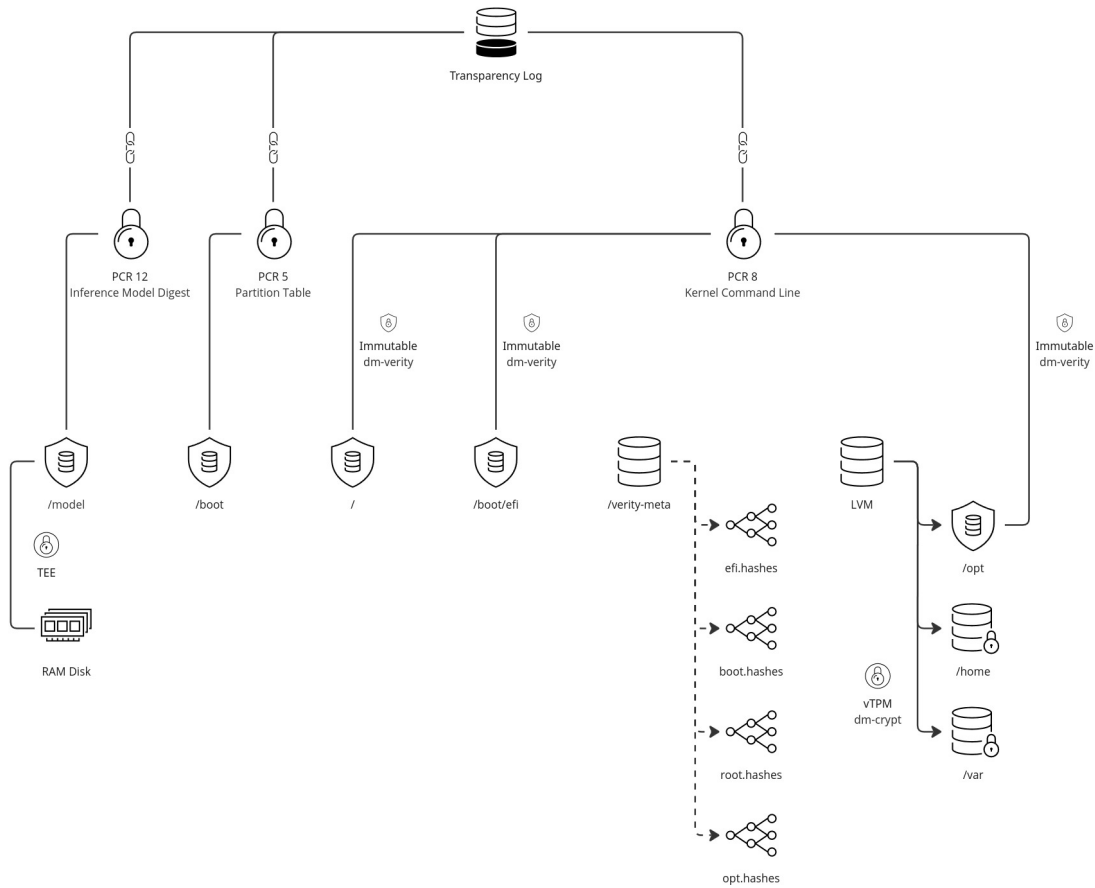 Transparency Log
PCR 12
Inference Model Digest
PCR 5
Partition Table
PCR 8
Kernel Command Line
Immutable
dm-verity
Immutable
dm-verity
Immutable
dm-verity
/model
/boot
/
/boot/efi
/verity-meta
LVM
TEE
efi.hashes
/opt
RAM Disk
boot.hashes
/home
vTPM
dm-crypt
root.hashes
/var
opt.hashes